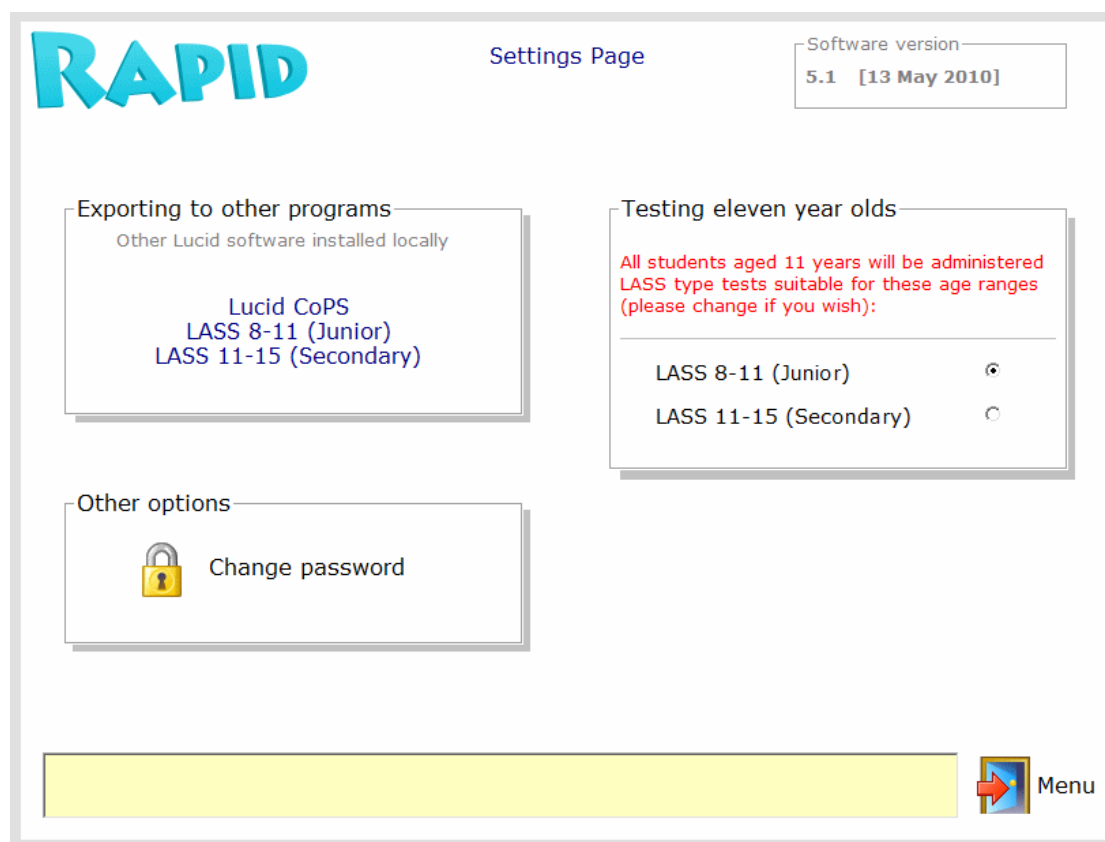 RAPID
Settings Page
Software version
5.1 [13 May 2010]
Exporting to other programs
Other Lucid software installed locally
Lucid CoPS
LASS 8-11 (Junior)
LASS 11-15 (Secondary)
Testing eleven year olds
All students aged 11 years will be administered
LASS type tests suitable for these age ranges
(please change if you wish):
LASS 8-11 (Junior)
LASS 11-15 (Secondary)
Other options
Change password
Menu